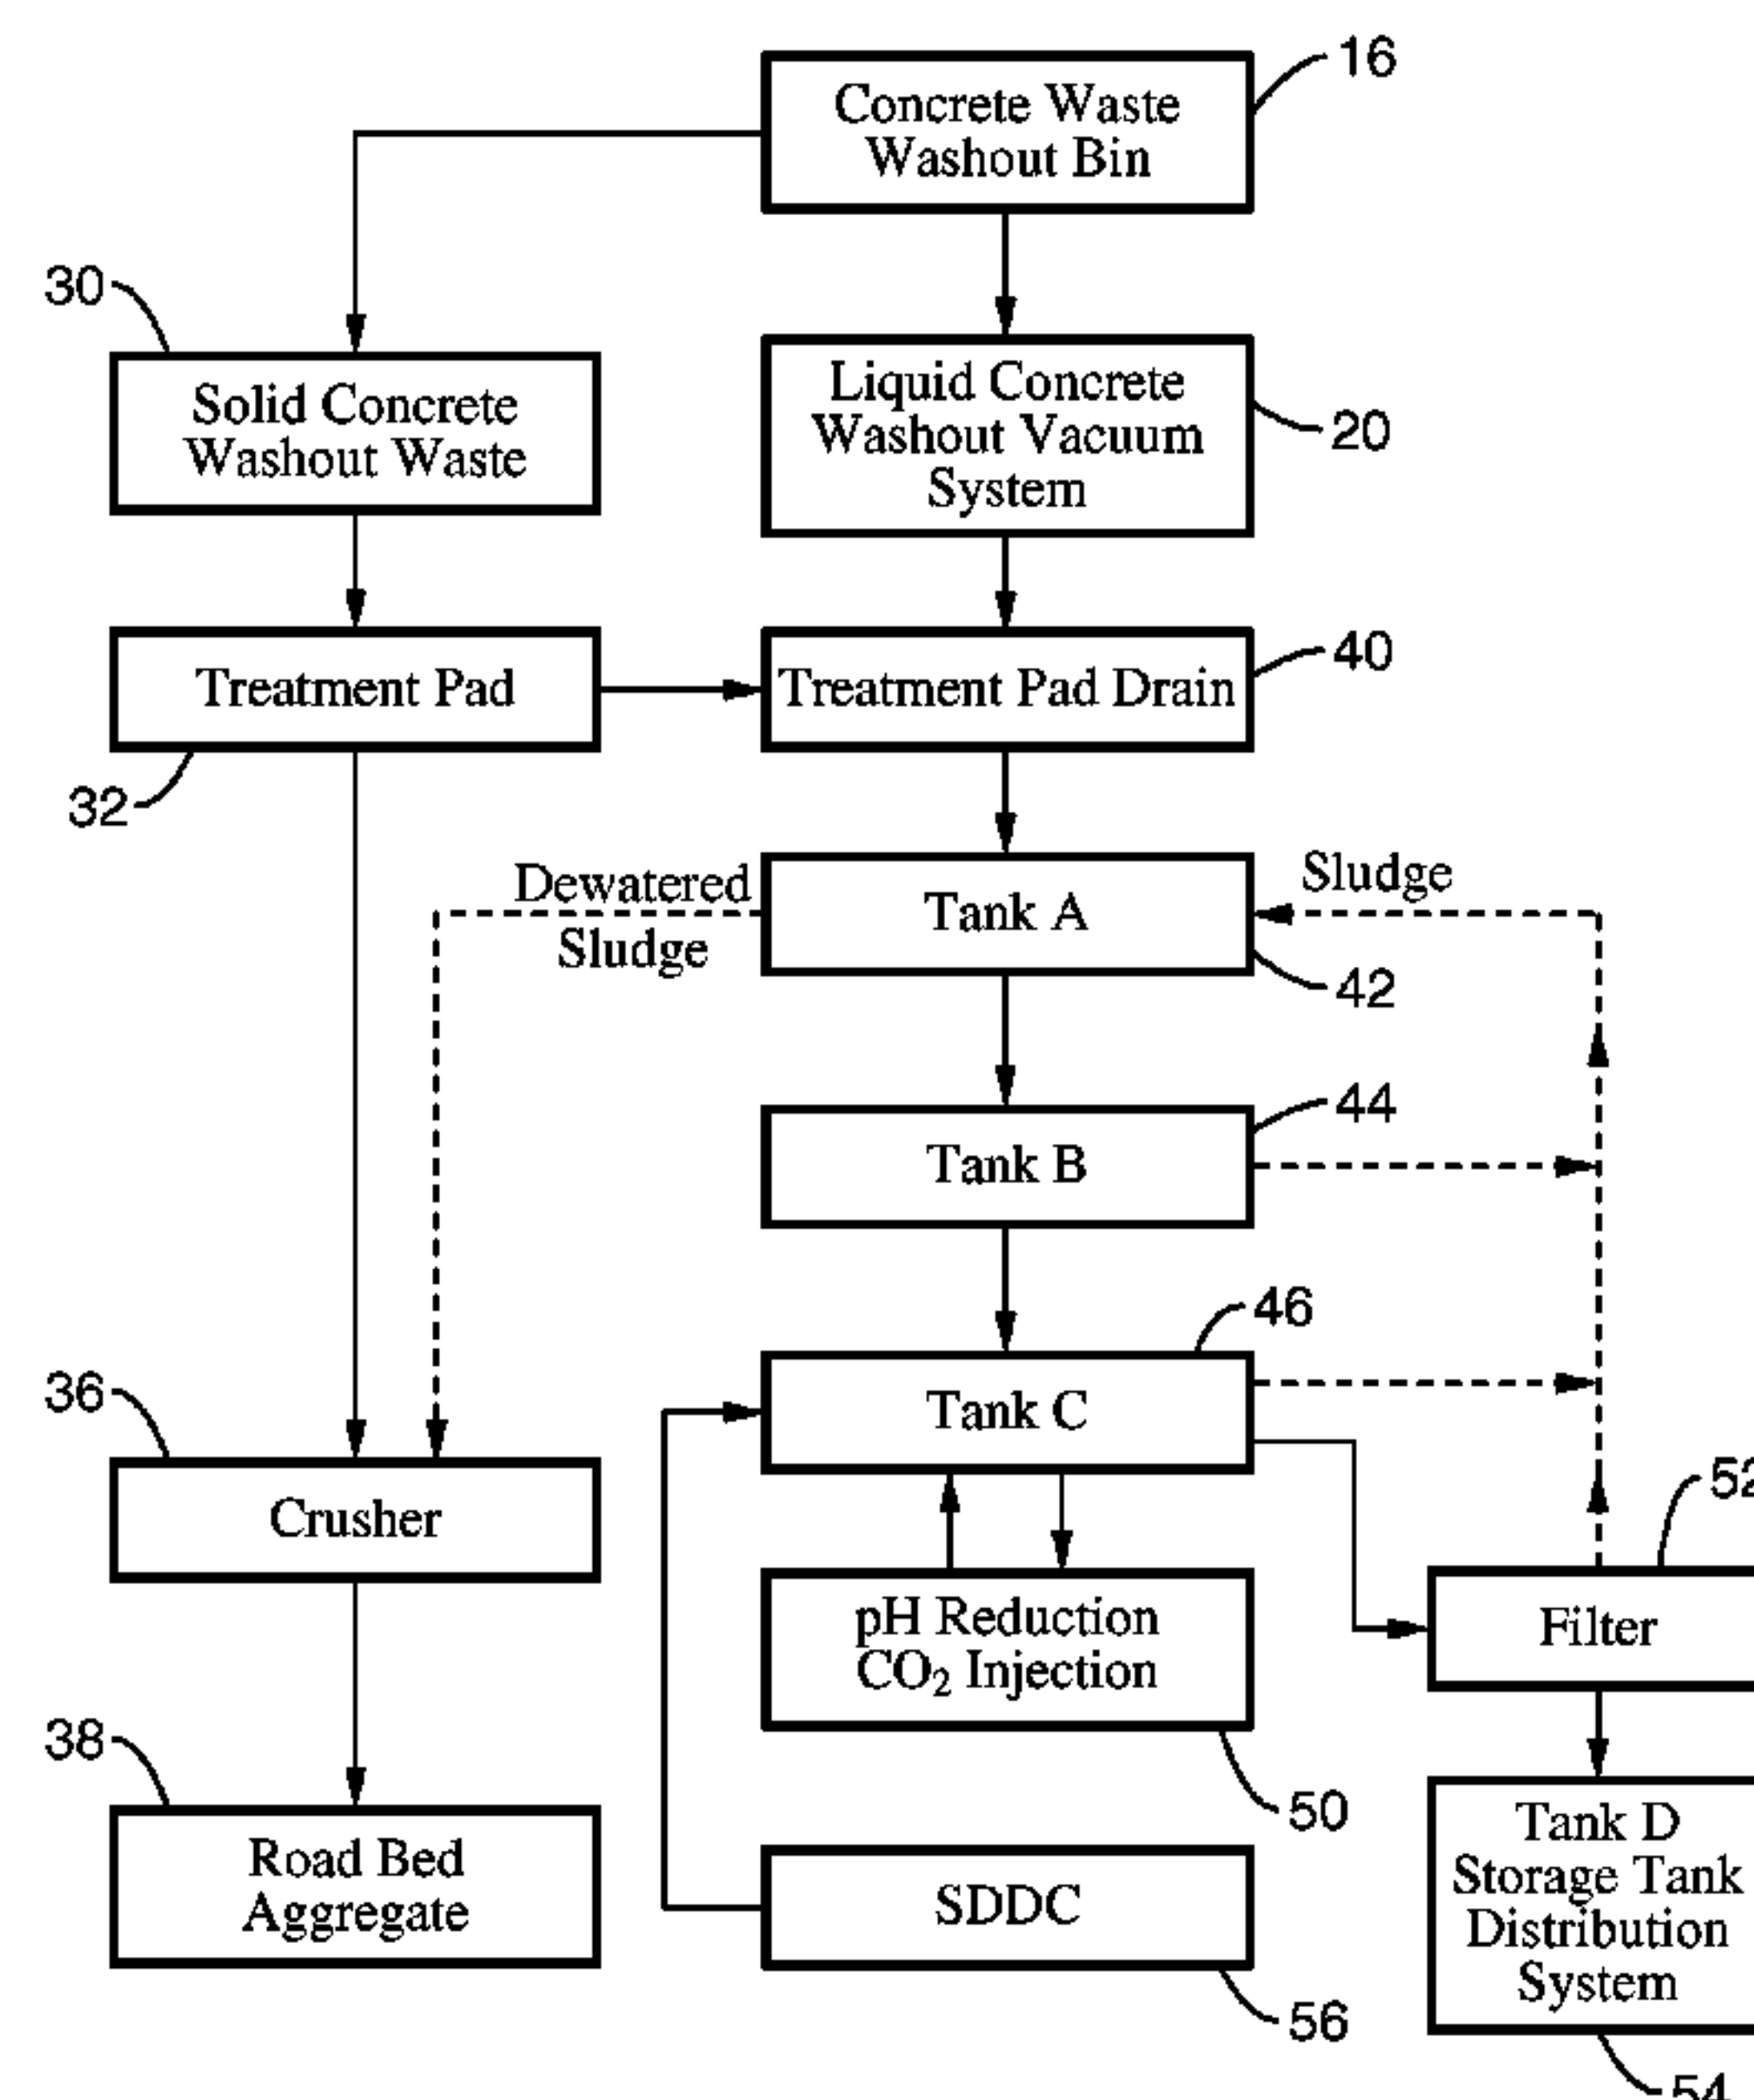 16
Concrete Waste
Washout Bin
30
Solid Concrete
Washout Waste
Liquid Concrete
Washout Vacuum
System
20
Treatment Pad
32
Treatment Pad Drain
40
Dewatered
Sludge
Tank A
42
Sludge
Tank B
44
46
Tank C
36
Crusher
pH Reduction
CO₂ Injection
50
52
Filter
38
Road Bed
Aggregate
SDDC
56
Tank D
Storage Tank
Distribution
System
54